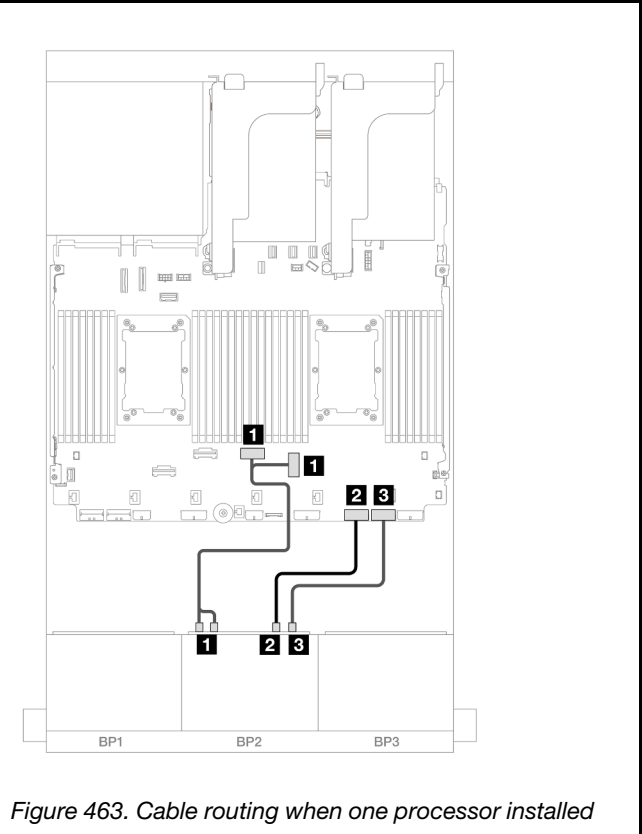 1
1
2 3
1 2 3
BP1 BP2 BP3
Figure 463. Cable routing when one processor installed